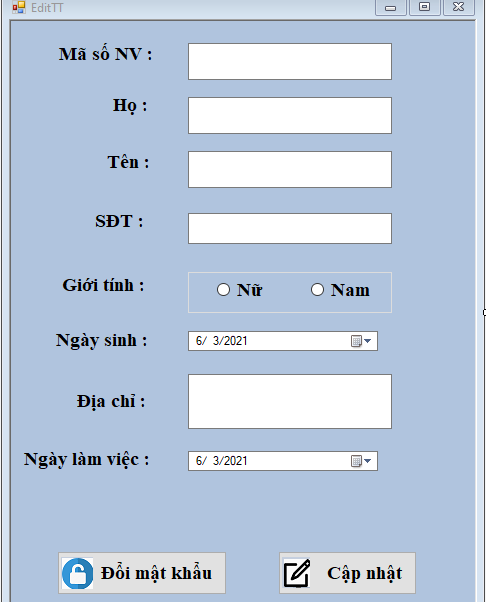 EditTT
Mã số NV :
Họ :
Tên :
SĐT :
Giới tính :
Nữ Nam
Ngày sinh :
6/ 3/2021
Địa chỉ :
Ngày làm việc :
6/ 3/2021
Đổi mật khẩu Cập nhật